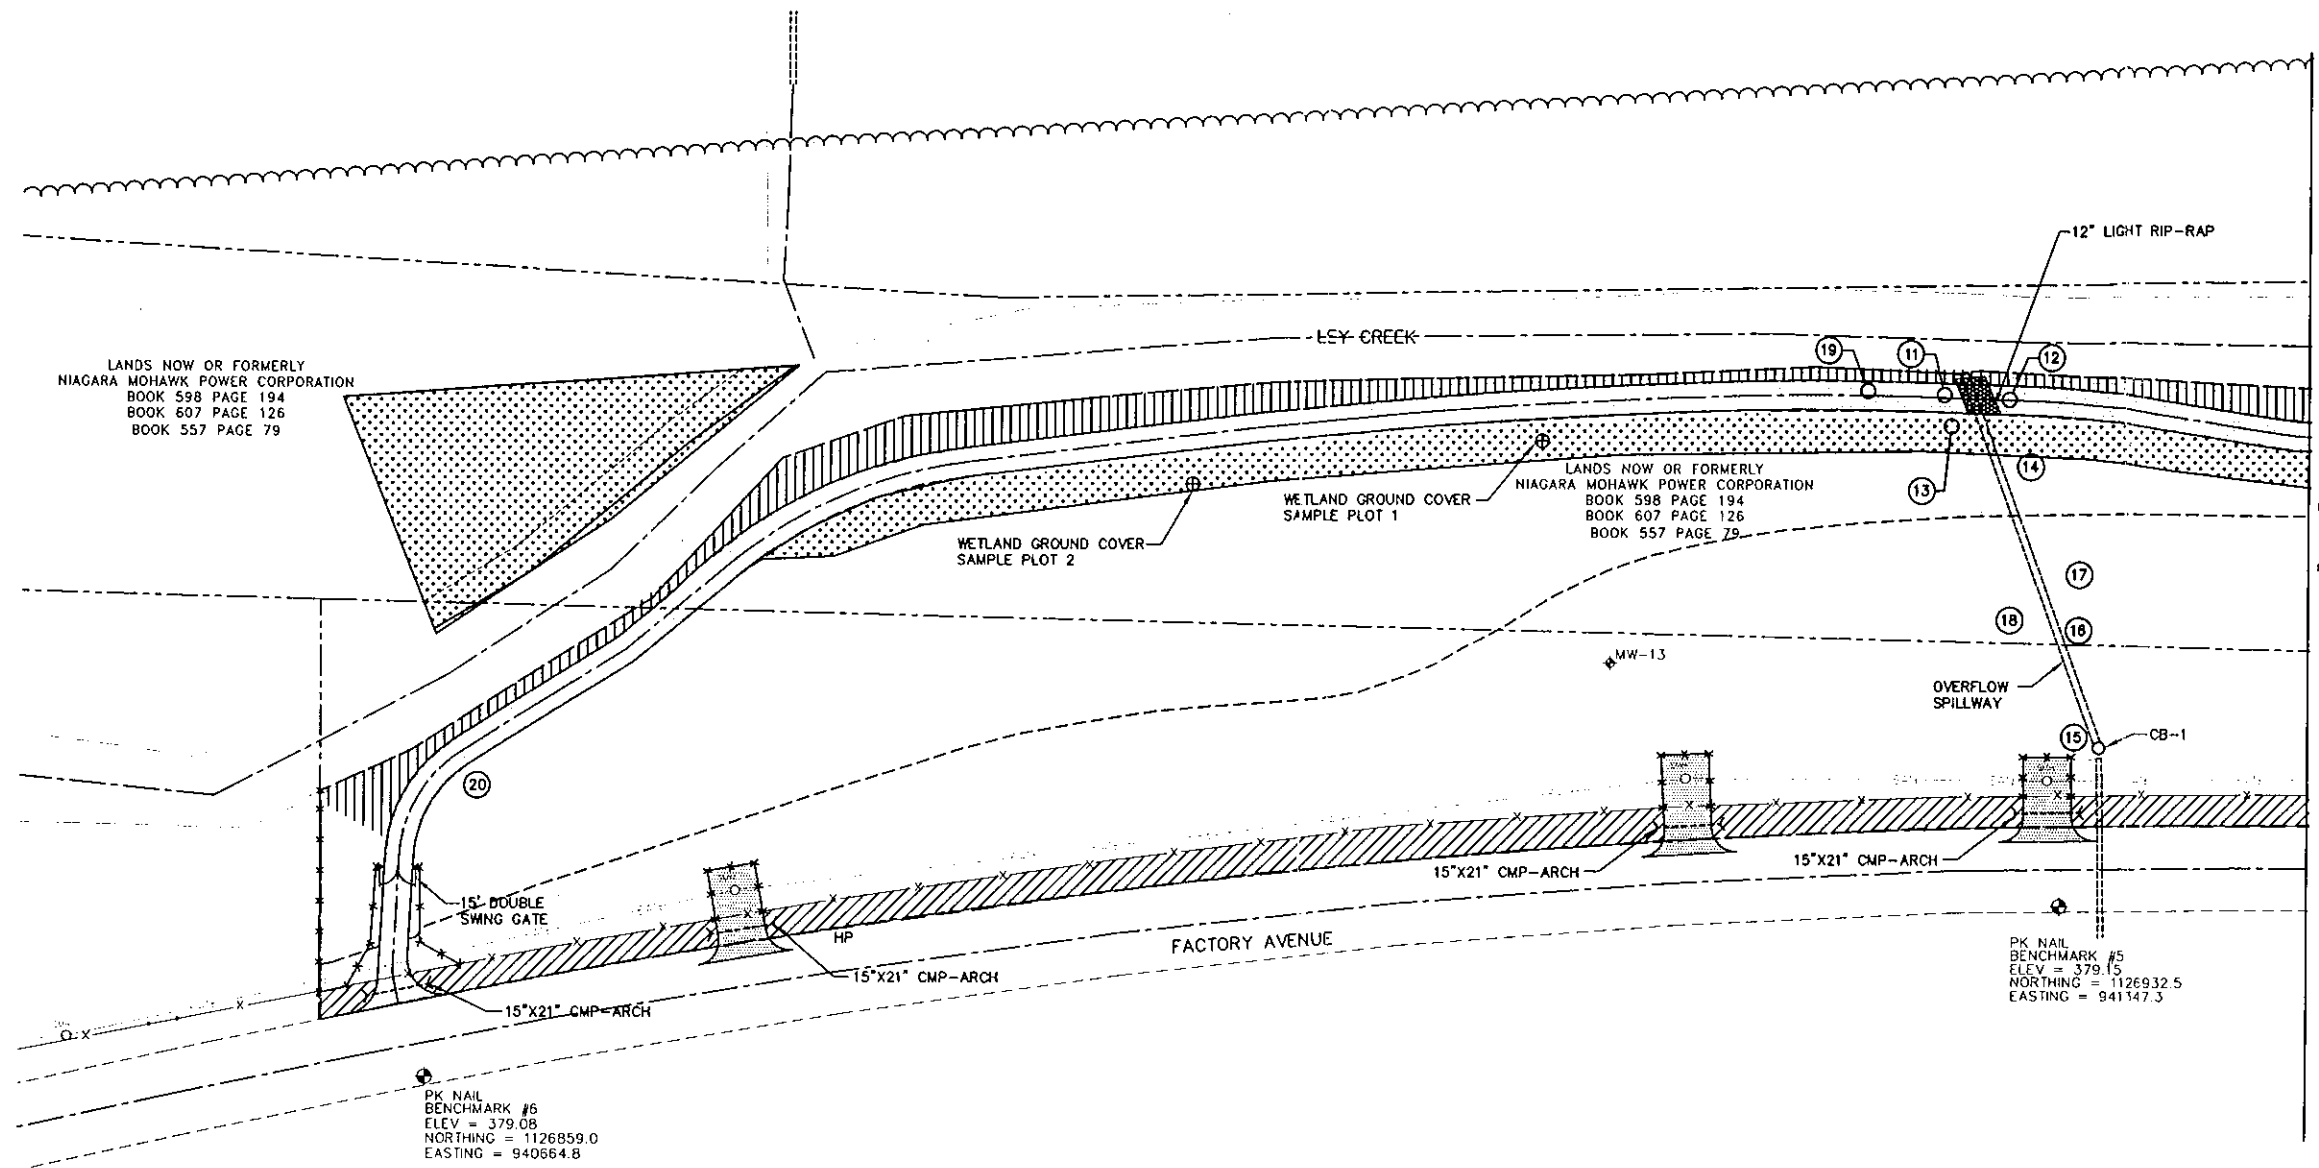 12" LIGHT RIP-RAP
LEY CREEK
LANDS NOW OR FORMERLY
NIAGARA MOHAWK POWER CORPORATION
BOOK 598 PAGE 194
BOOK 607 PAGE 126
BOOK 557 PAGE 79
19
11
12
13
14
LANDS NOW OR FORMERLY
NIAGARA MOHAWK POWER CORPORATION
BOOK 598 PAGE 194
BOOK 607 PAGE 126
BOOK 557 PAGE 79
WETLAND GROUND COVER
SAMPLE PLOT 1
WETLAND GROUND COVER
SAMPLE PLOT 2
17
18
16
MW-13
OVERFLOW
SPILLWAY
15
CB-1
20
15' DOUBLE
SWING GATE
15"X21" CMP-ARCH
15"X21" CMP-ARCH
15"X21" CMP-ARCH
15"X21" CMP-ARCH
HP
FACTORY AVENUE
PK NAIL
BENCHMARK #5
ELEV = 379.15
NORTHING = 1126932.5
EASTING = 941347.3
PK NAIL
BENCHMARK #6
ELEV = 379.08
NORTHING = 1126859.0
EASTING = 940664.8